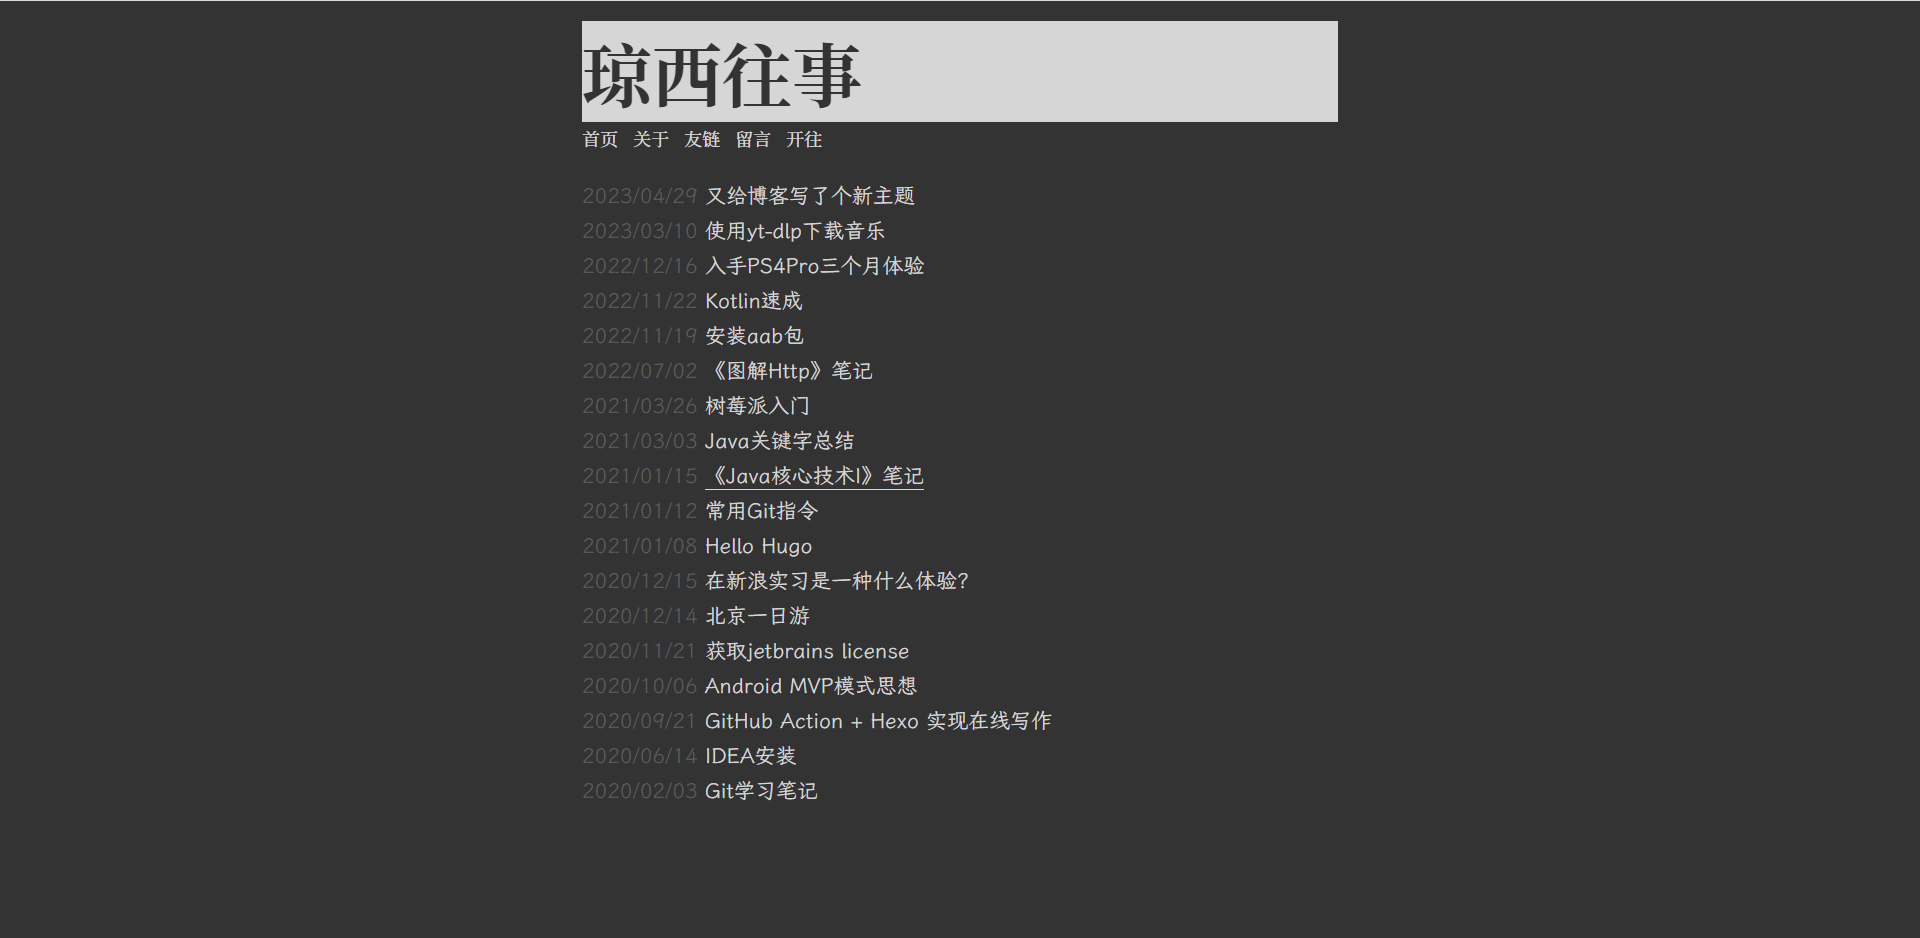 琼西往事
首页 关于 友链 留言 开往
2023/04/29 又给博客写了个新主题
2023/03/10 使用yt-dlp下载音乐
2022/12/16 入手PS4Pro三个月体验
2022/11/22 Kotlin速成
2022/11/19 安装aab包
2022/07/02 《图解Http》笔记
2021/03/26 树莓派入门
2021/03/03 Java关键字总结
2021/01/15 《Java核心技术I》笔记
2021/01/12 常用Git指令
2021/01/08 Hello Hugo
2020/12/15 在新浪实习是一种什么体验?
2020/12/14 北京一日游
2020/11/21 获取jetbrains license
2020/10/06 Android MVP模式思想
2020/09/21 GitHub Action + Hexo 实现在线写作
2020/06/14 IDEA安装
2020/02/03 Git学习笔记